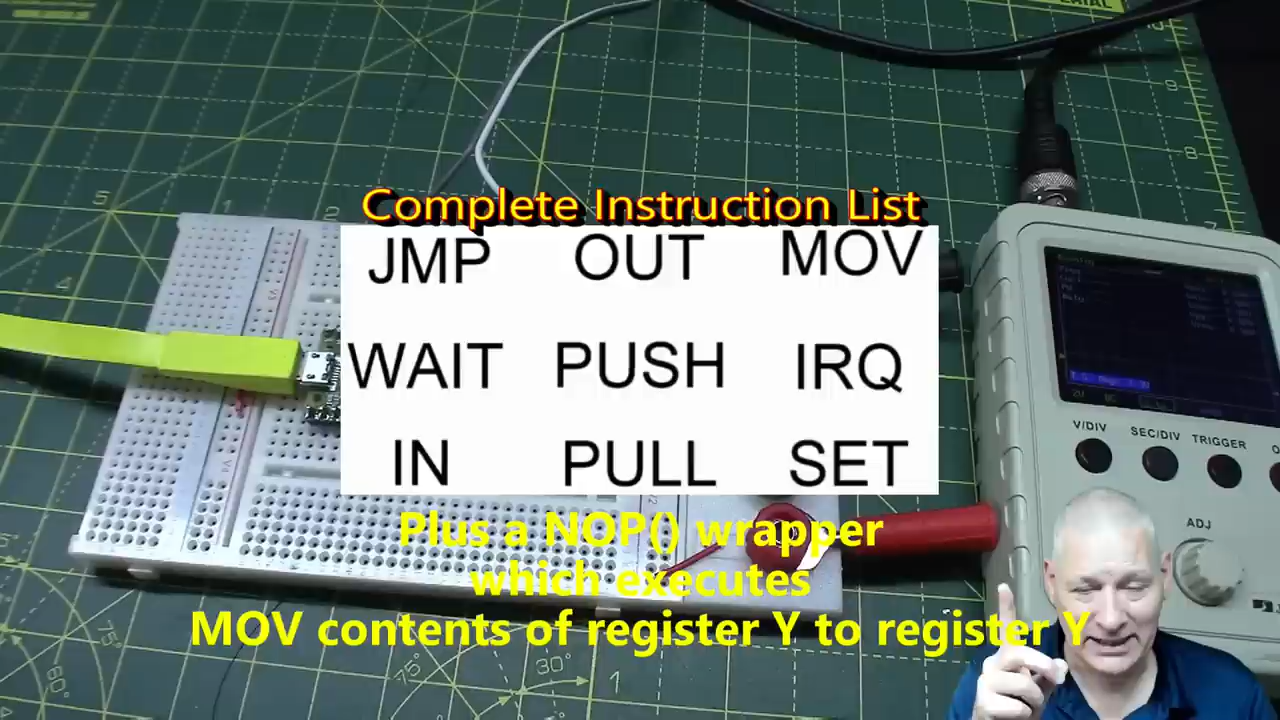 Complete Instruction List
JMP OUT MOV
WAIT PUSH IRQ
IN PULL SET
Plus a NOP() wrapper
which executes
MOV contents of register Y to register Y
V/DIV SEC/DIV TRIGGER
ADJ